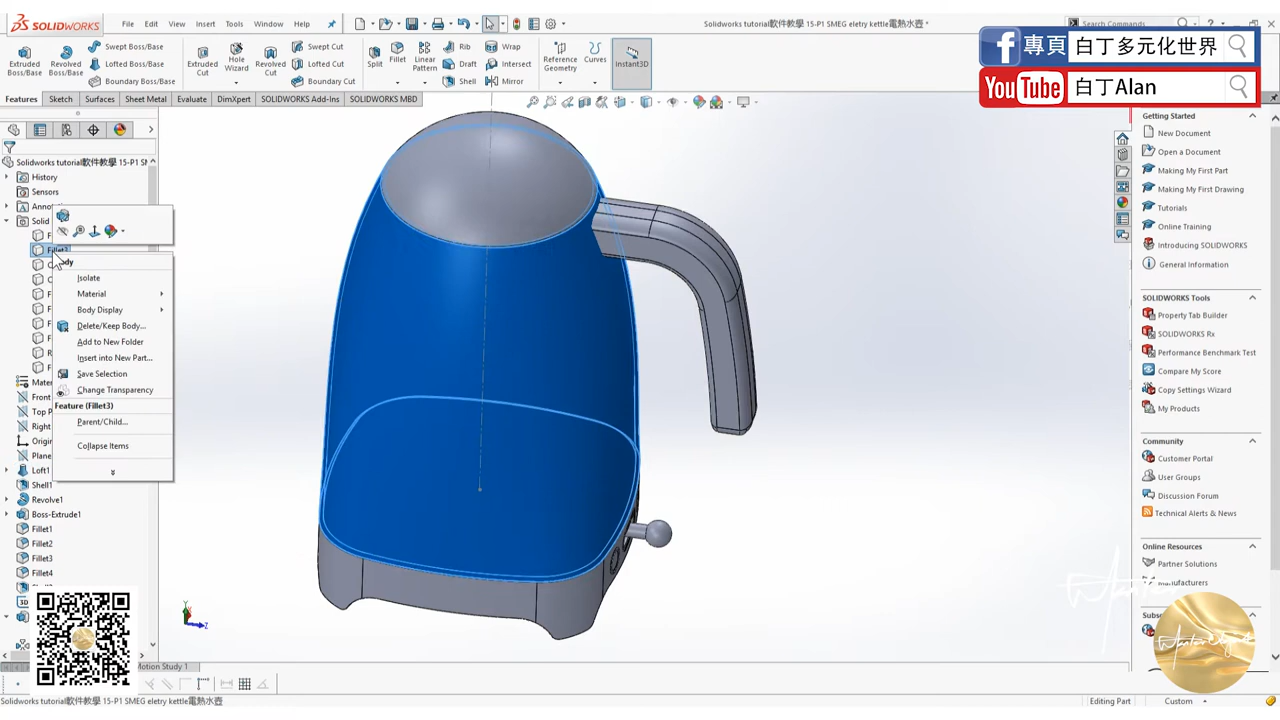 SOLIDWORKS
File Edit View Insert Tools Window Help
Solidworks tutorial軟件教學 15-P1 SMEG eletry kettle電熱水壺 *
Search Commands
Extruded Boss/Base
Revolved Boss/Base
Swept Boss/Base
Lofted Boss/Base
Boundary Boss/Base
Extruded Cut
Hole Wizard
Revolved Cut
Swept Cut
Lofted Cut
Boundary Cut
Split
Fillet
Linear Pattern
Rib
Draft
Shell
Wrap
Intersect
Mirror
Reference Geometry
Curves
Instant3D
專頁 白丁多元化世界
YouTube 白丁Alan
Features Sketch Surfaces Sheet Metal Evaluate DimXpert SOLIDWORKS Add-Ins SOLIDWORKS MBD
Solidworks tutorial軟件教學 15-P1 SM
History
Sensors
Anno
Solid
Fillet3
Body
Isolate
Material
Body Display
Delete/Keep Body...
Add to New Folder
Insert into New Part...
Save Selection
Change Transparency
Feature (Fillet3)
Parent/Child...
Collapse Items
Mate
Front
Top P
Right
Origi
Plane
Loft1
Shell1
Revolve1
Boss-Extrude1
Fillet1
Fillet2
Fillet3
Fillet4
Getting Started
New Document
Open a Document
Making My First Part
Making My First Drawing
Tutorials
Online Training
Introducing SOLIDWORKS
General Information
SOLIDWORKS Tools
Property Tab Builder
SOLIDWORKS Rx
Performance Benchmark Test
Compare My Score
Copy Settings Wizard
My Products
Community
Customer Portal
User Groups
Discussion Forum
Technical Alerts & News
Online Resources
Partner Solutions
Manufacturers
Subs
Motion Study 1
Solidworks tutorial軟件教學 15-P1 SMEG eletry kettle電熱水壺
Editing Part
Custom